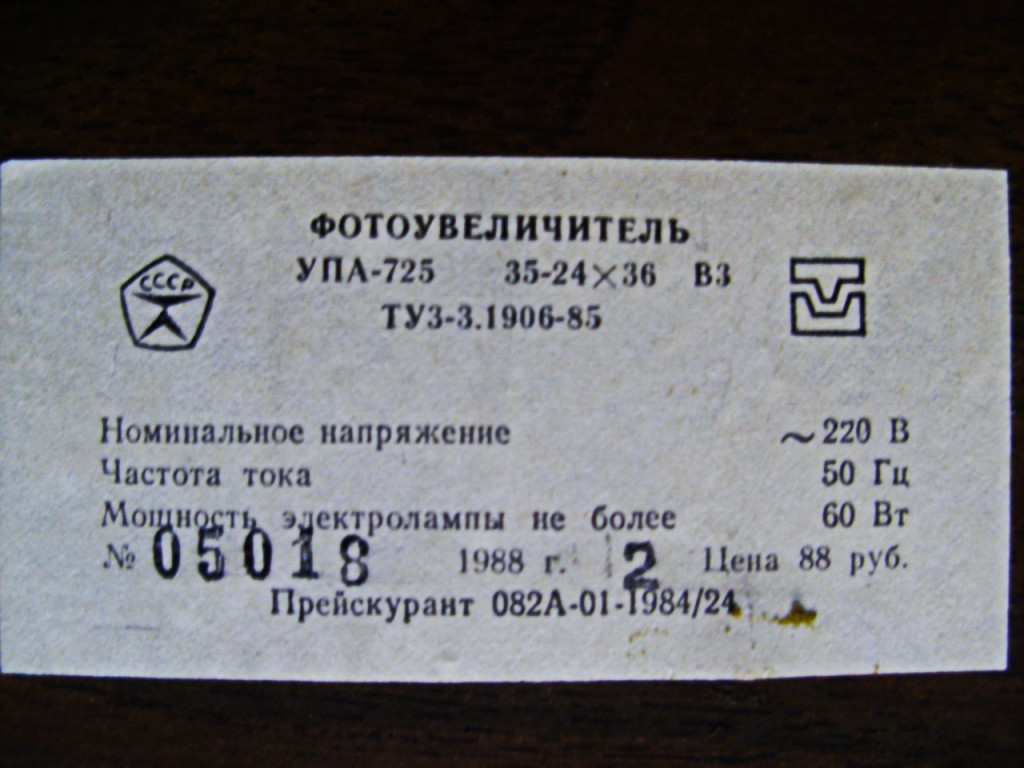 ФОТОУВЕЛИЧИТЕЛЬ
СССР
УПА-725 35-24×36 В3
ТУ3-3.1906-85
Номинальное напряжение ~220 В
Частота тока 50 Гц
Мощность электролампы не более 60 Вт
№ 05018 1988 г. 2 Цена 88 руб.
Прейскурант 082А-01-1984/24